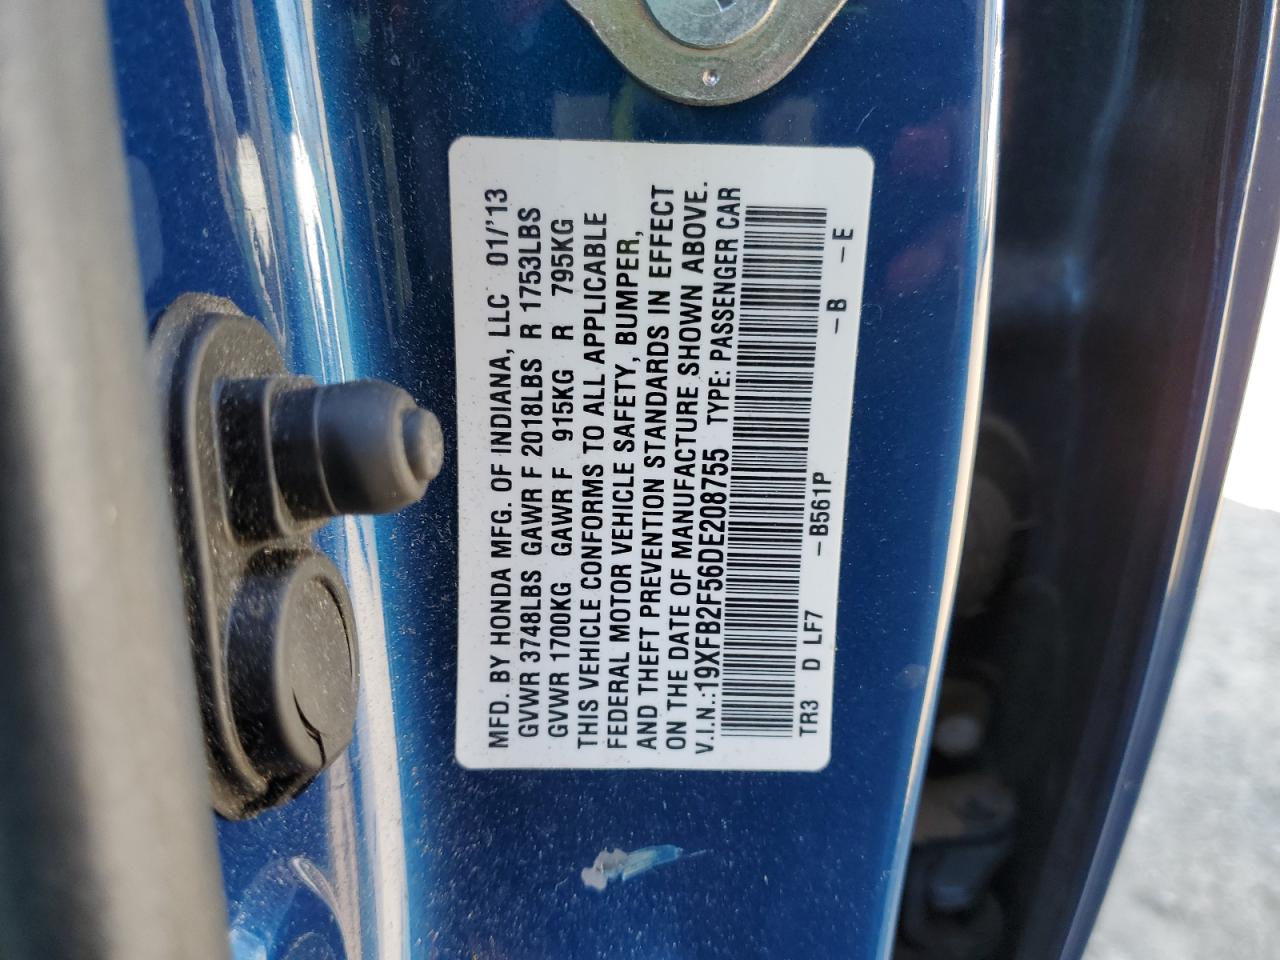 MFD. BY HONDA MFG. OF INDIANA, LLC 01/'13
GVWR 3748LBS GAWR F 2018LBS R 1753LBS
GVWR 1700KG GAWR F 915KG R 795KG
THIS VEHICLE CONFORMS TO ALL APPLICABLE
FEDERAL MOTOR VEHICLE SAFETY, BUMPER,
AND THEFT PREVENTION STANDARDS IN EFFECT
ON THE DATE OF MANUFACTURE SHOWN ABOVE.
V.I.N.:19XFB2F56DE208755 TYPE: PASSENGER CAR
TR3 D LF7 -B561P -B -E